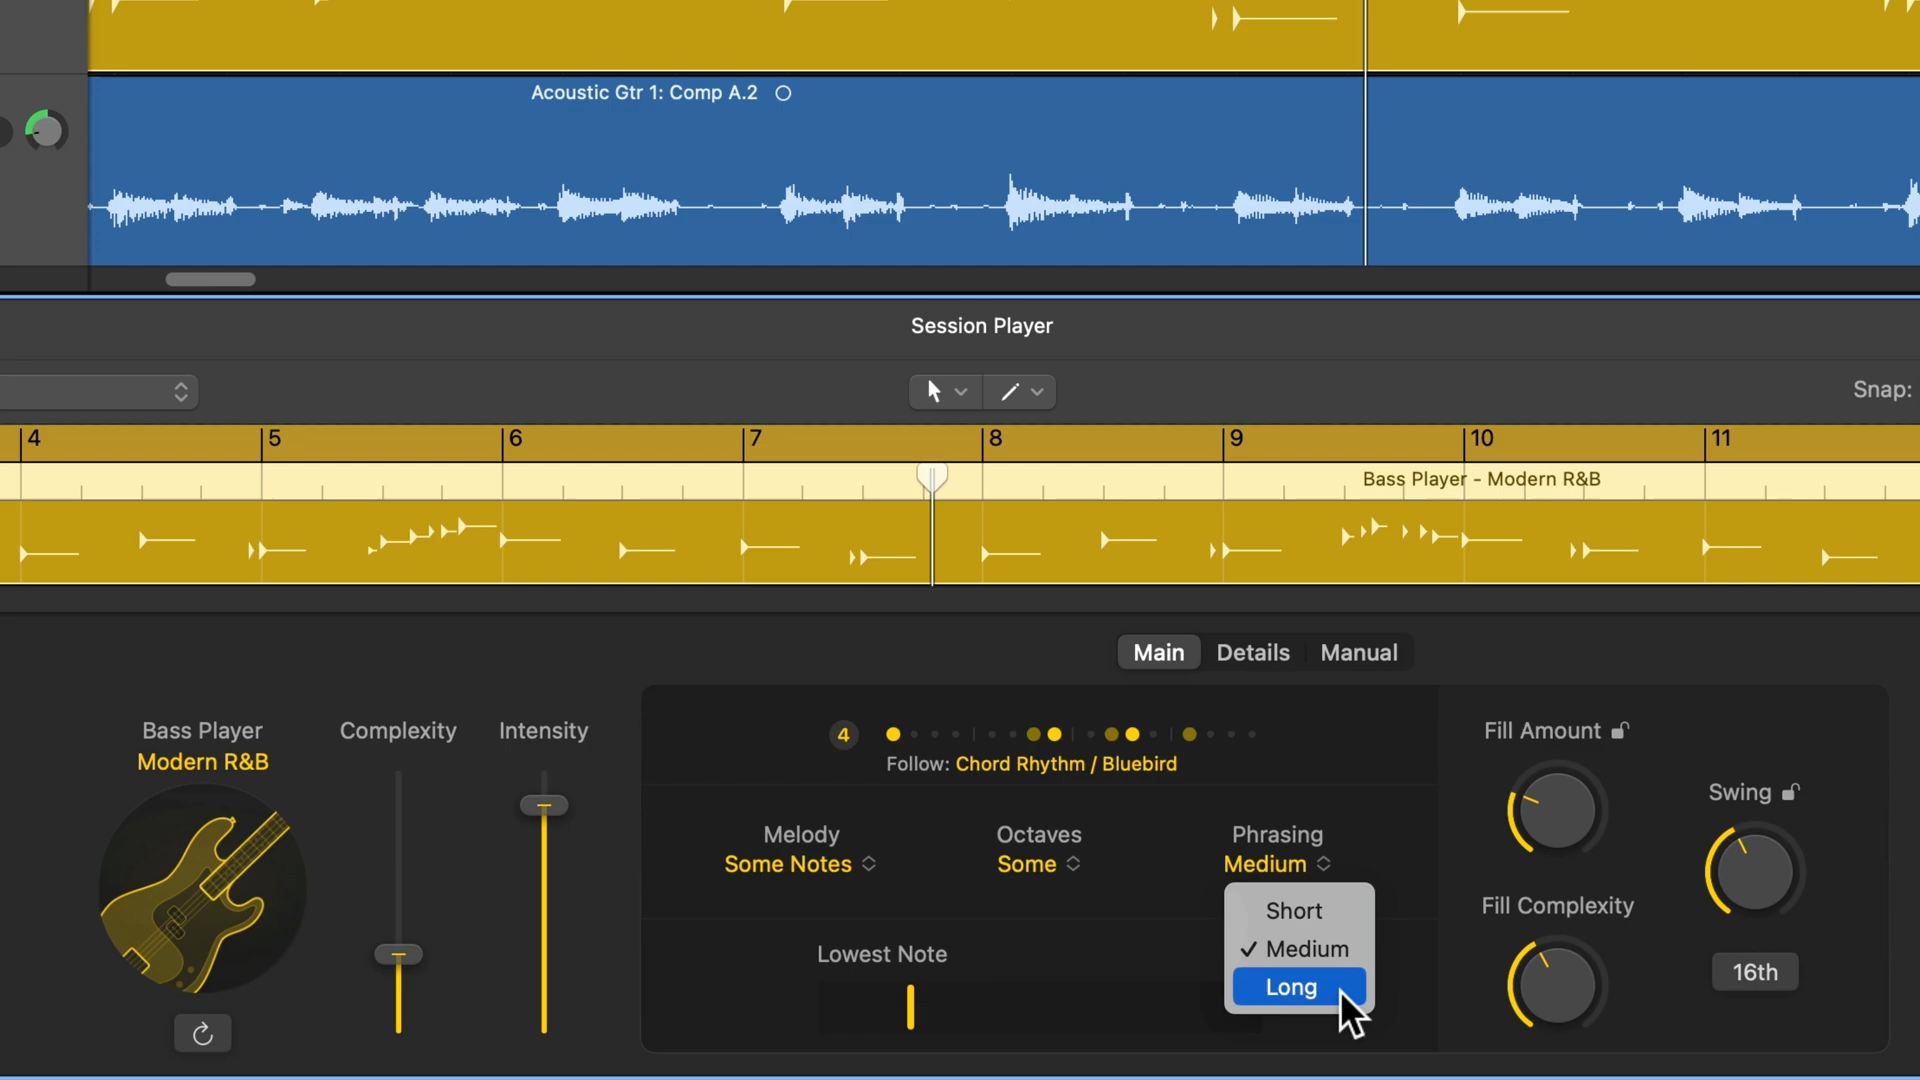 Acoustic Gtr 1: Comp A.2
Session Player
Snap:
4 5 6 7 8 9 10 11
Bass Player - Modern R&B
Main Details Manual
Bass Player
Modern R&B
Complexity
Intensity
4
Follow: Chord Rhythm / Bluebird
Melody
Some Notes
Octaves
Some
Phrasing
Medium
Short
✓ Medium
Long
Lowest Note
Fill Amount
Fill Complexity
Swing
16th